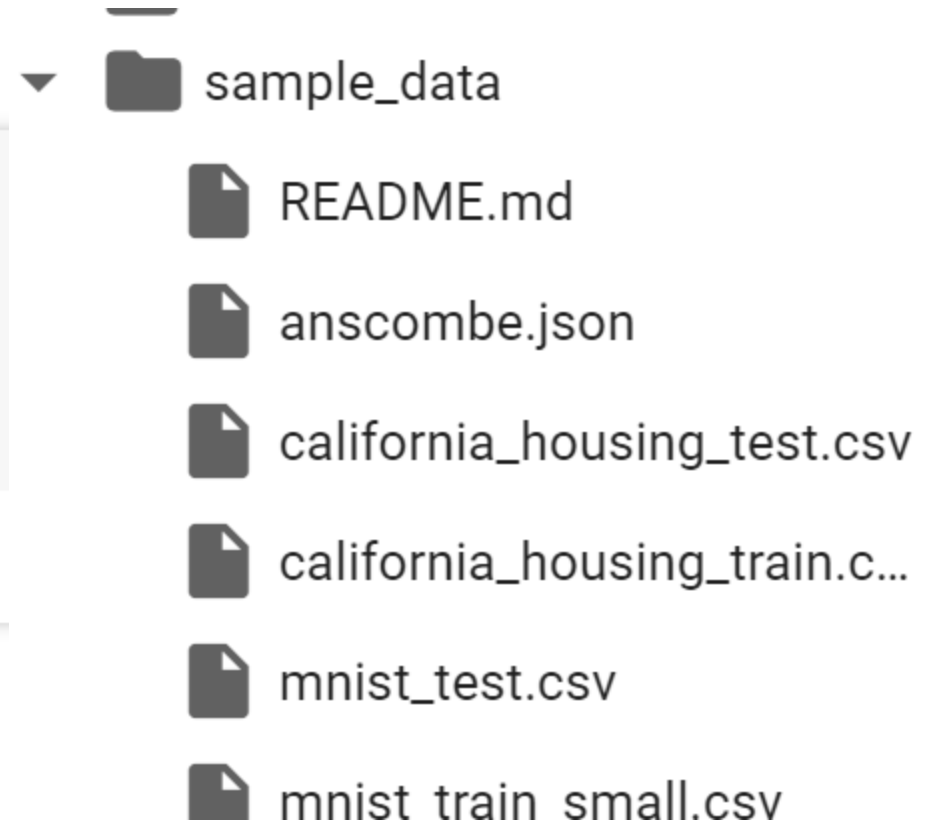 sample_data
README.md
anscombe.json
california_housing_test.csv
california_housing_train.c...
mnist_test.csv
mnist_train_small.csv